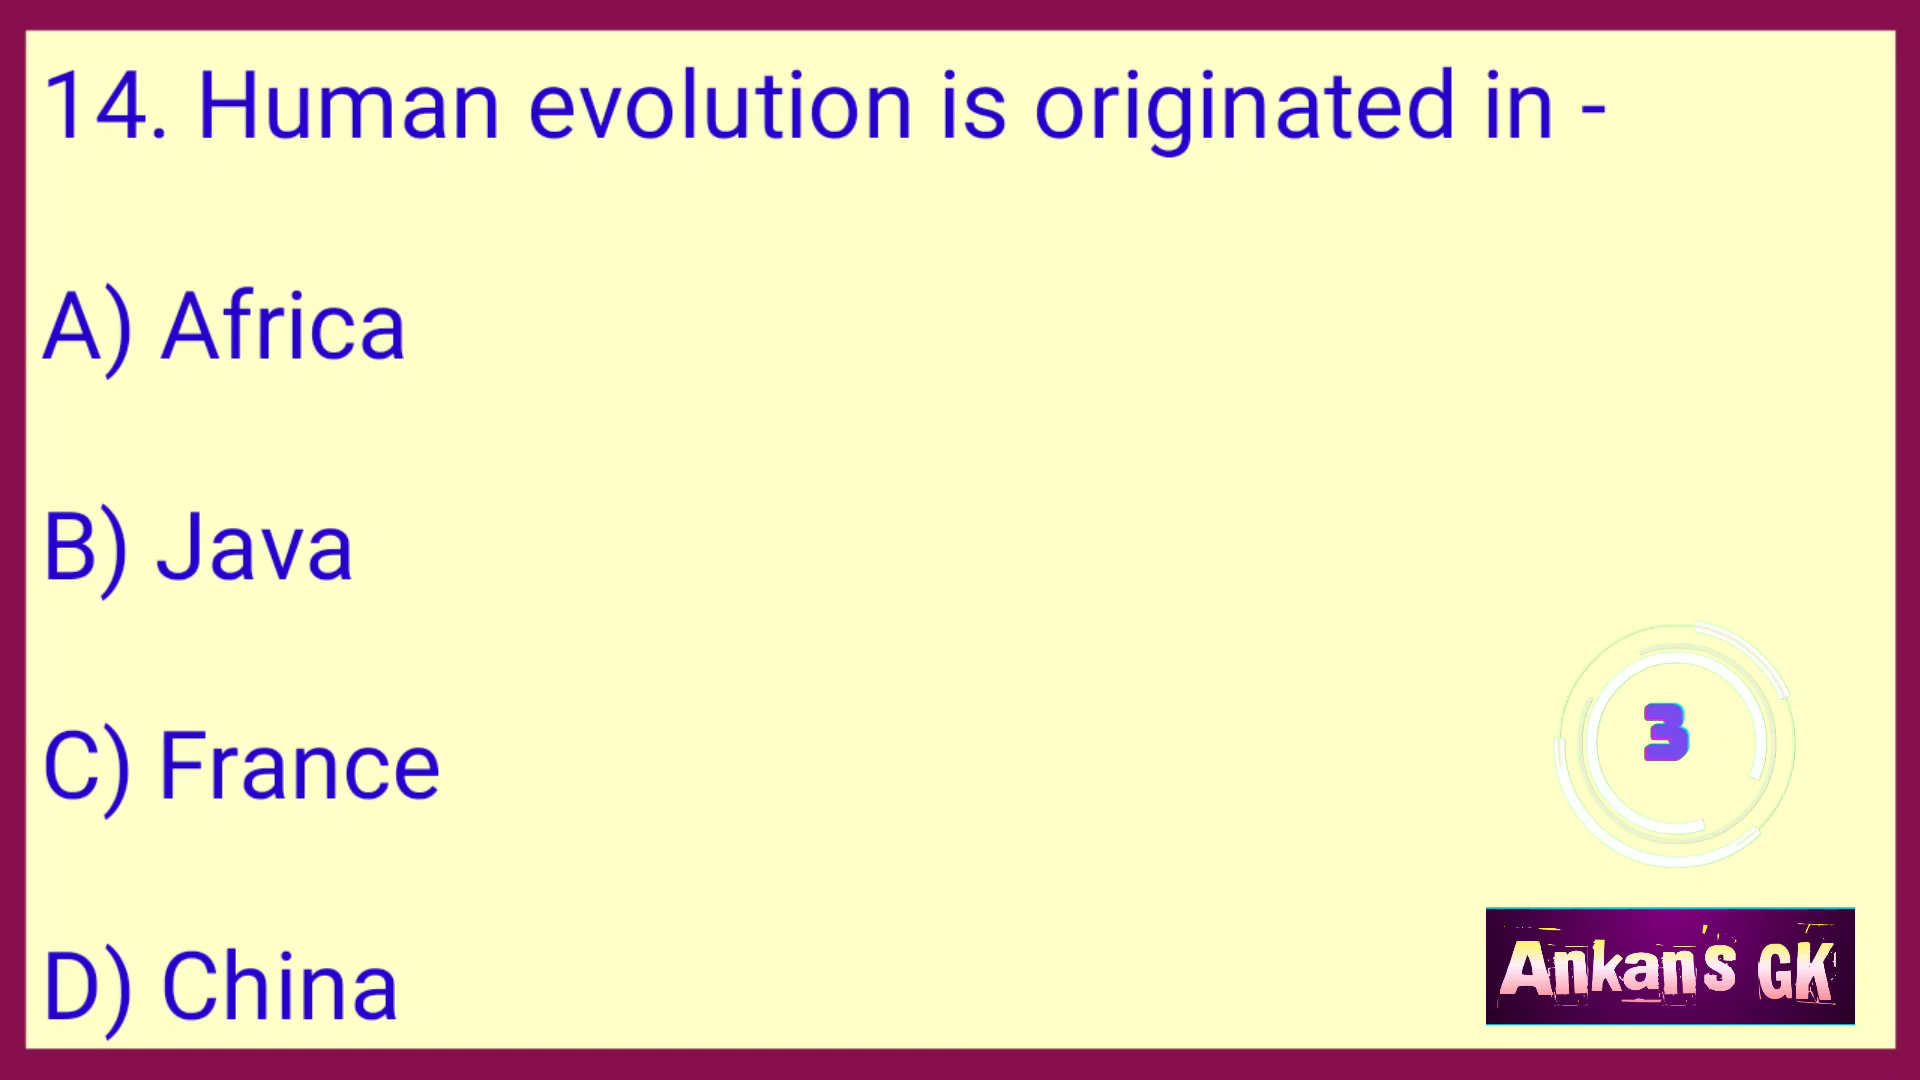 14. Human evolution is originated in -
A) Africa
B) Java
C) France
3
D) China
Ankan's GK